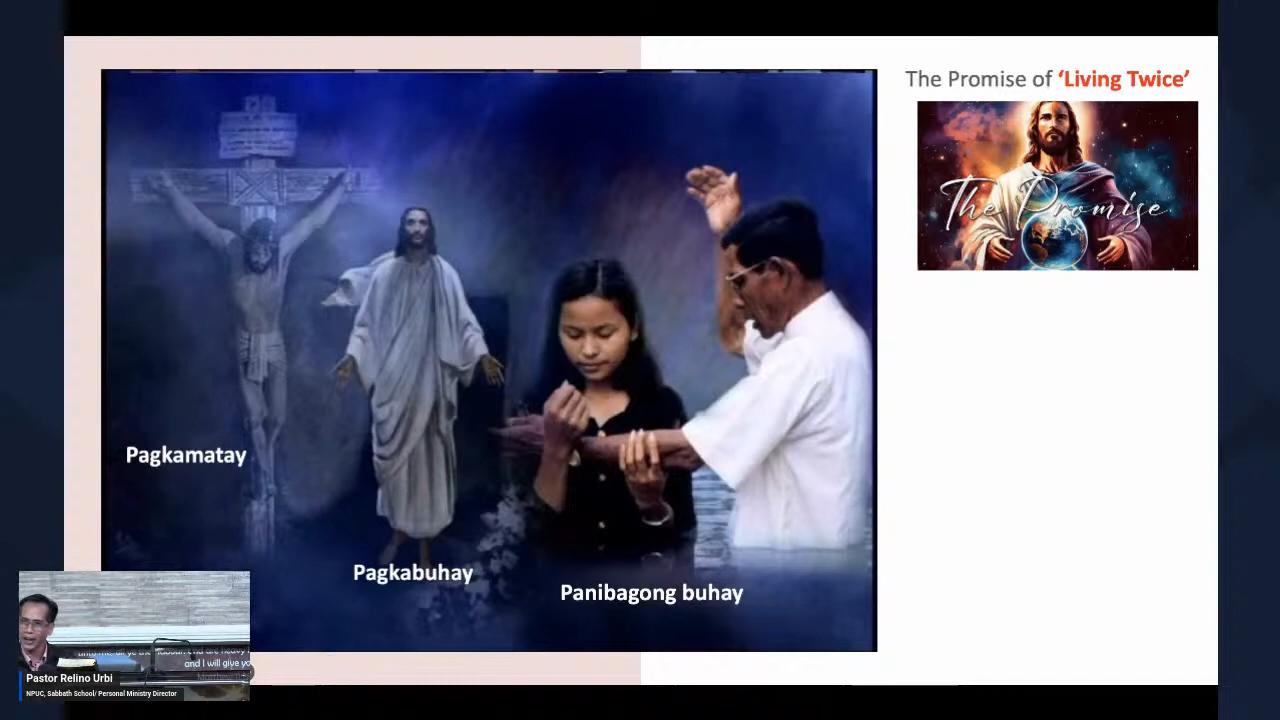 The Promise of ‘Living Twice’
The Promise
Pagkamatay
Pagkabuhay
Panibagong buhay
and I will give yo
Pastor Relino Urbi
NPUC, Sabbath School/ Personal Ministry Director